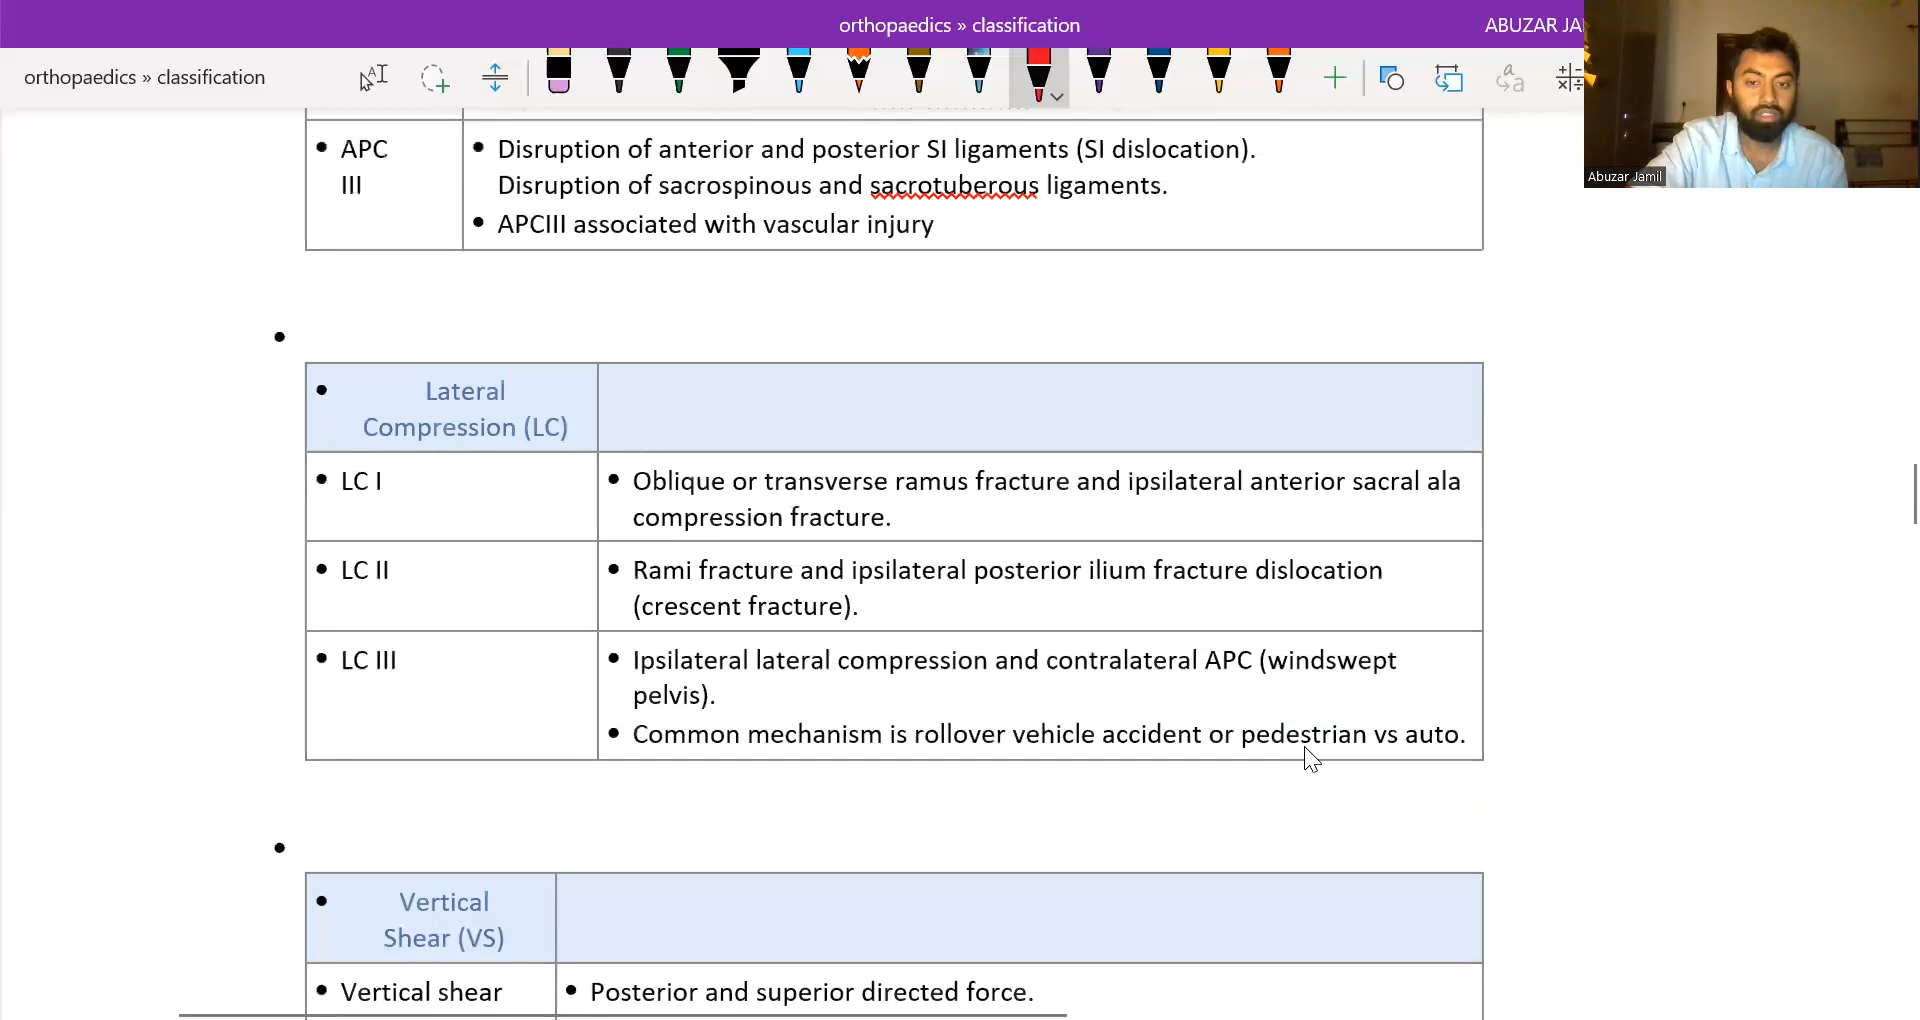 orthopaedics » classification
ABUZAR JA
orthopaedics » classification
Abuzar Jamil
• APC
III
• Disruption of anterior and posterior SI ligaments (SI dislocation).
Disruption of sacrospinous and sacrotuberous ligaments.
• APCIII associated with vascular injury
•
• Lateral
Compression (LC)
• LC I
• Oblique or transverse ramus fracture and ipsilateral anterior sacral ala
compression fracture.
• LC II
• Rami fracture and ipsilateral posterior ilium fracture dislocation
(crescent fracture).
• LC III
• Ipsilateral lateral compression and contralateral APC (windswept
pelvis).
• Common mechanism is rollover vehicle accident or pedestrian vs auto.
•
• Vertical
Shear (VS)
• Vertical shear
• Posterior and superior directed force.